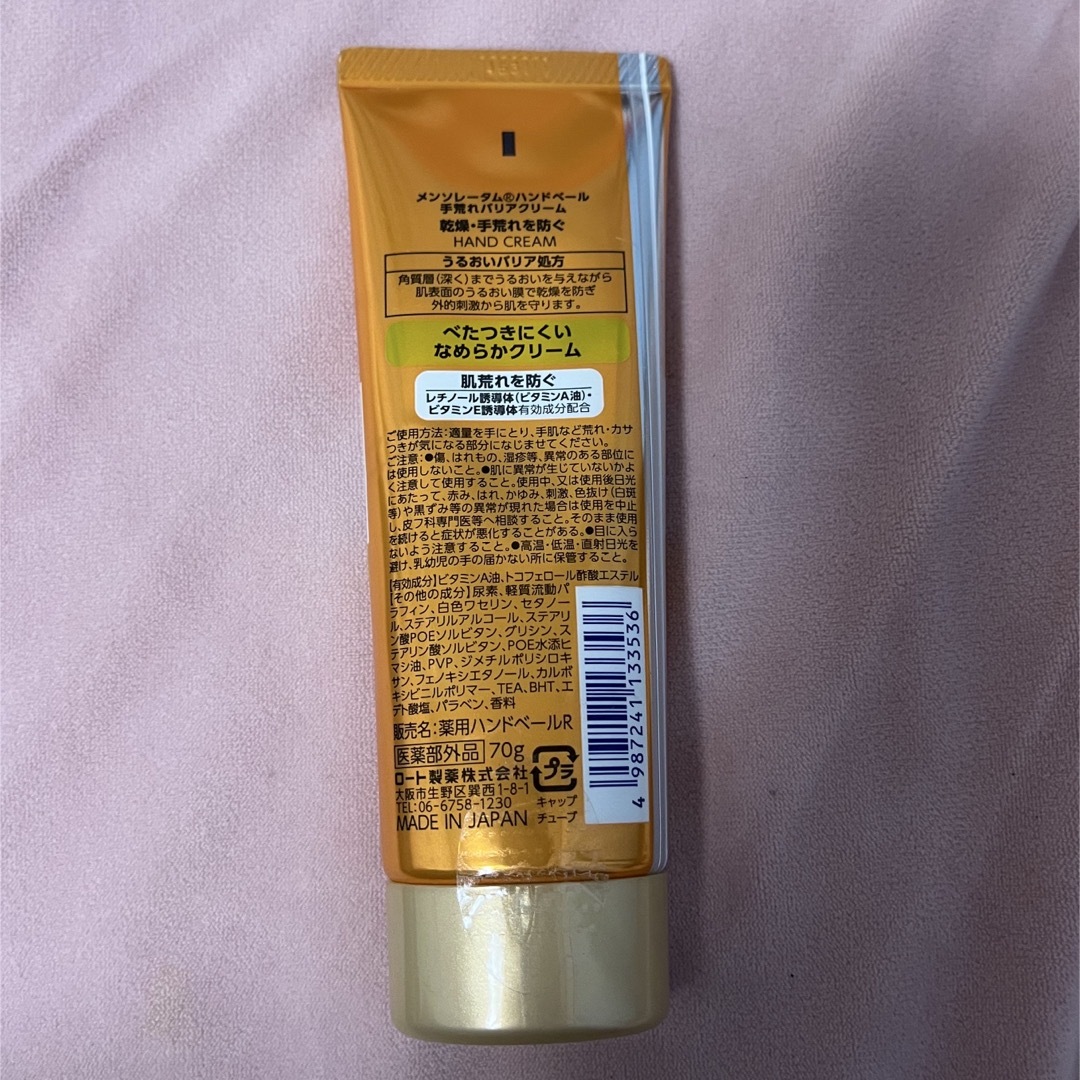 メンソレータム®ハンドベール
手荒れバリアクリーム
乾燥・手荒れを防ぐ
HAND CREAM
うるおいバリア処方
角質層(深く)までうるおいを与えながら
肌表面のうるおい膜で乾燥を防ぎ
外的刺激から肌を守ります。
べたつきにくい
なめらかクリーム
肌荒れを防ぐ
レチノール誘導体(ビタミンA油)・
ビタミンE誘導体有効成分配合
ご使用方法:適量を手にとり、手肌など荒れ・カサ
つきが気になる部分になじませてください。
ご注意:●傷、はれもの、湿疹等、異常のある部位に
は使用しないこと。●肌に異常が生じていないかよ
く注意して使用すること。使用中、又は使用後日光
にあたって、赤み、はれ、かゆみ、刺激、色抜け(白斑
等)や黒ずみ等の異常が現れた場合は使用を中止
し、皮フ科専門医等へ相談すること。そのまま使用
を続けると症状が悪化することがある。●目に入ら
ないよう注意すること。●高温・低温・直射日光を
避け、乳幼児の手の届かない所に保管すること。
【有効成分】ビタミンA油、トコフェロール酢酸エステル
【その他の成分】尿素、軽質流動パ
ラフィン、白色ワセリン、セタノー
ル、ステアリルアルコール、ステアリ
ン酸POEソルビタン、グリシン、ス
テアリン酸ソルビタン、POE水添ヒ
マシ油、PVP、ジメチルポリシロキ
サン、フェノキシエタノール、カルボ
キシビニルポリマー、TEA、BHT、エ
デト酸塩、パラベン、香料
販売名:薬用ハンドベールR
医薬部外品 70g
ロート製薬株式会社
大阪市生野区巽西1-8-1
TEL:06-6758-1230
MADE IN JAPAN
プラ
キャップ
チューブ
4 987241 133536